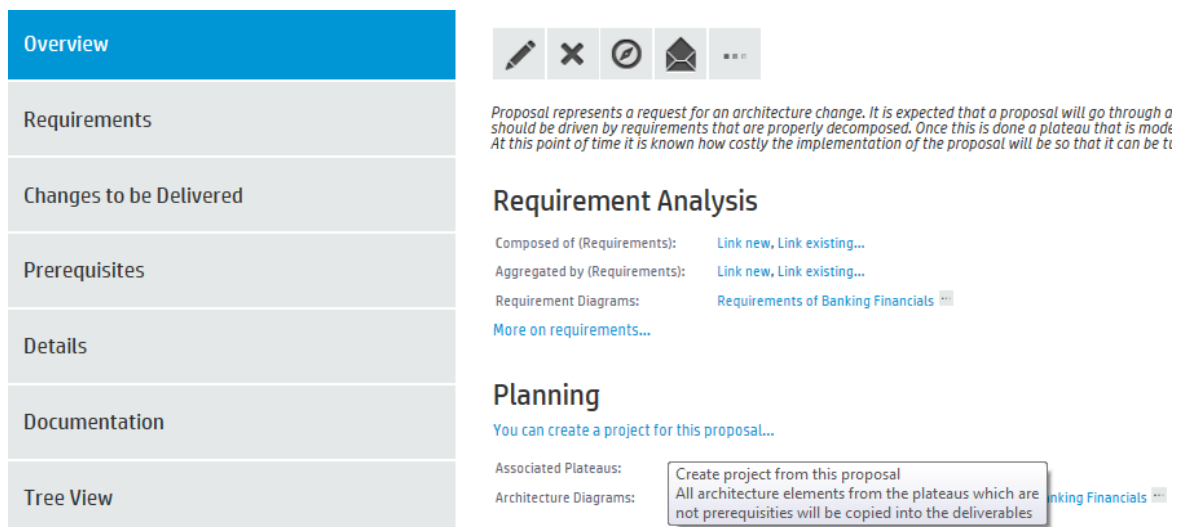 Overview
Requirements
Changes to be Delivered
Prerequisites
Details
Documentation
Tree View
Proposal represents a request for an architecture change. It is expected that a proposal will go through a
should be driven by requirements that are properly decomposed. Once this is done a plateau that is mode
At this point of time it is known how costly the implementation of the proposal will be so that it can be tu
Requirement Analysis
Composed of (Requirements): Link new, Link existing...
Aggregated by (Requirements): Link new, Link existing...
Requirement Diagrams: Requirements of Banking Financials
More on requirements...
Planning
You can create a project for this proposal...
Associated Plateaus:
Architecture Diagrams: nking Financials
Create project from this proposal
All architecture elements from the plateaus which are
not prerequisities will be copied into the deliverables